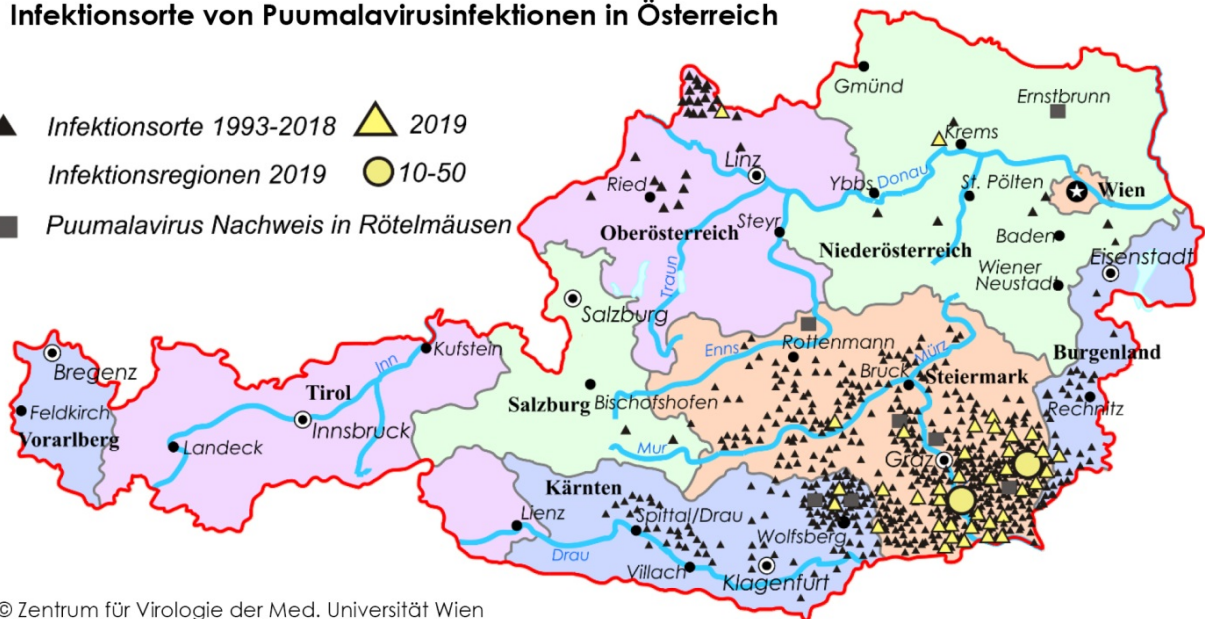 Infektionsorte von Puumalavirusinfektionen in Österreich
Infektionsorte 1993-2018
2019
Infektionsregionen 2019
10-50
Puumalavirus Nachweis in Rötelmäusen
Gmünd
Ernstbrunn
Krems
Linz
Ried
Ybbs
Donau
St. Pölten
Wien
Steyr
Oberösterreich
Niederösterreich
Baden
Eisenstadt
Wiener
Neustadt
Traun
Salzburg
Enns
Rottenmann
Mürz
Kufstein
Inn
Bregenz
Burgenland
Bruck
Steiermark
Tirol
Salzburg
Bischofshofen
Rechnitz
Feldkirch
Vorarlberg
Innsbruck
Landeck
Mur
Graz
Kärnten
Lienz
Spittal/Drau
Wolfsberg
Drau
Villach
Klagenfurt
© Zentrum für Virologie der Med. Universität Wien